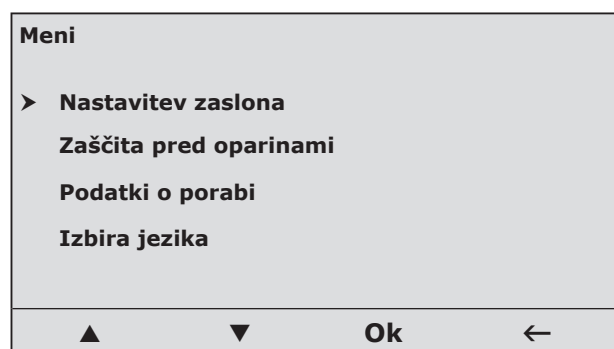 Meni
➤ Nastavitev zaslona
Zaščita pred oparinami
Podatki o porabi
Izbira jezika
▲ ▼ Ok ←